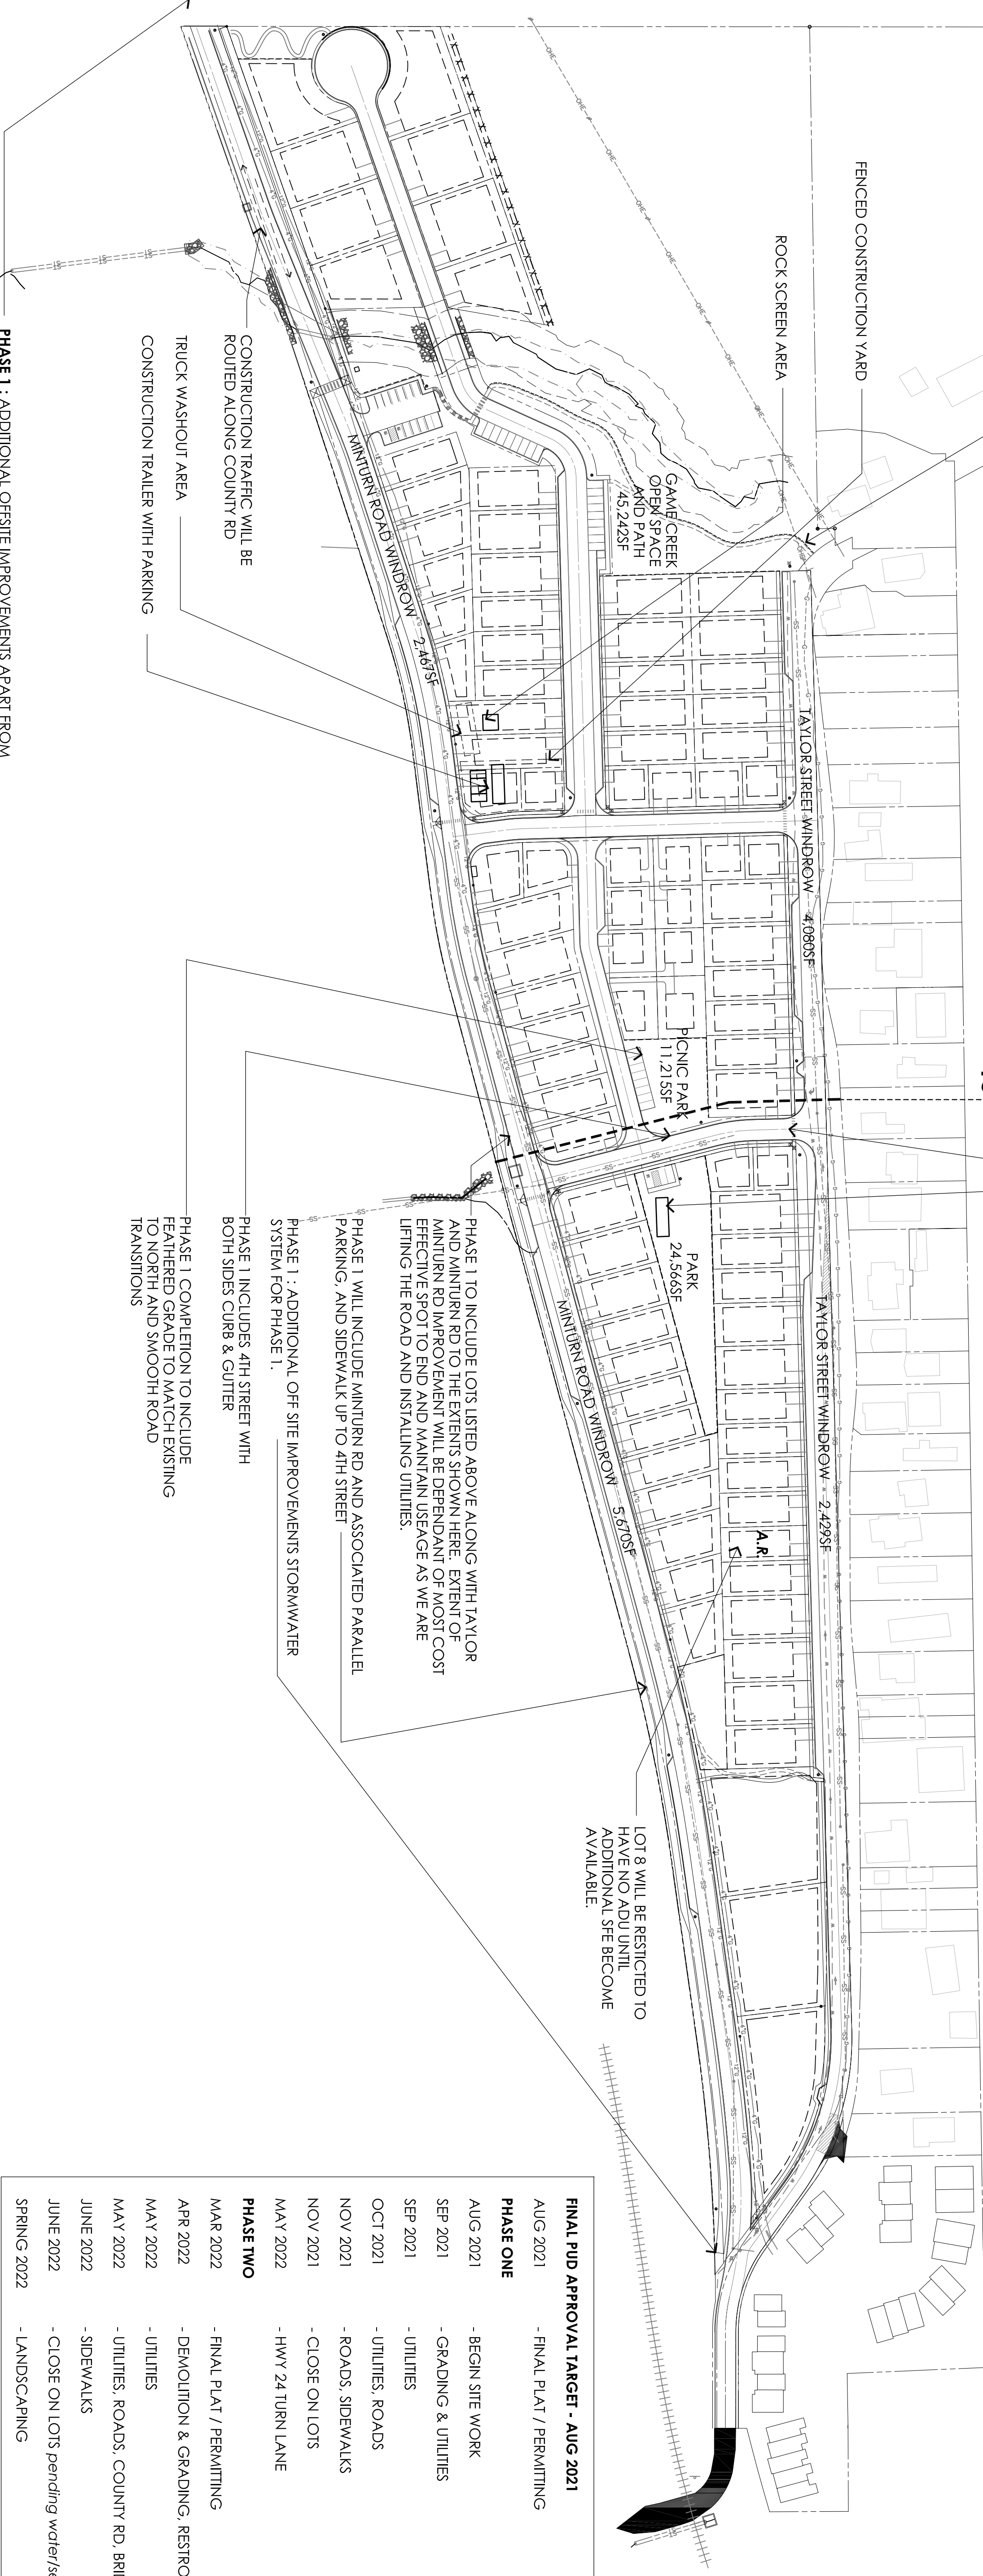 FENCED CONSTRUCTION YARD
ROCK SCREEN AREA
CONSTRUCTION TRAFFIC WILL BE
ROUTED ALONG COUNTY RD
TRUCK WASHOUT AREA
CONSTRUCTION TRAILER WITH PARKING
PHASE 1 : ADDITIONAL OFFSITE IMPROVEMENTS APART FROM
GAME CREEK
OPEN SPACE
AND PATH
45,242SF
MINTURN ROAD WINDROW 2,467SF
TAYLOR STREET WINDROW 4,080SF
PICNIC PARK
11,215SF
PARK
24,566SF
TAYLOR STREET WINDROW 2,429SF
MINTURN ROAD WINDROW 5,670SF
A.R.
PHASE 1 TO INCLUDE LOTS LISTED ABOVE ALONG WITH TAYLOR
AND MINTURN RD TO THE EXTENTS SHOWN HERE. EXTENT OF
MINTURN RD IMPROVEMENT WILL BE DEPENDANT OF MOST COST
EFFECTIVE SPOT TO END AND MAINTAIN USEAGE AS WE ARE
LIFTING THE ROAD AND INSTALING UTILITIES.
PHASE 1 WILL INCLUDE MINTURN RD AND ASSOCIATED PARALLEL
PARKING, AND SIDEWALK UP TO 4TH STREET
PHASE 1 : ADDITIONAL OFF SITE IMPROVEMENTS STORMWATER
SYSTEM FOR PHASE 1.
PHASE 1 INCLUDES 4TH STREET WITH
BOTH SIDES CURB & GUTTER
PHASE 1 COMPLETION TO INCLUDE
FEATHERED GRADE TO MATCH EXISTING
TO NORTH AND SMOOTH ROAD
TRANSITIONS
LOT 8 WILL BE RESTICTED TO
HAVE NO ADU UNTIL
ADDITIONAL SFE BECOME
AVAILABLE.
FINAL PUD APPROVAL TARGET - AUG 2021
AUG 2021 - FINAL PLAT / PERMITTING
PHASE ONE
AUG 2021 - BEGIN SITE WORK
SEP 2021 - GRADING & UTILITIES
SEP 2021 - UTILITIES
OCT 2021 - UTILITIES, ROADS
NOV 2021 - ROADS, SIDEWALKS
NOV 2021 - CLOSE ON LOTS
MAY 2022 - HWY 24 TURN LANE
PHASE TWO
MAR 2022 - FINAL PLAT / PERMITTING
APR 2022 - DEMOLITION & GRADING, RESTRO
MAY 2022 - UTILITIES
MAY 2022 - UTILITIES, ROADS, COUNTY RD, BRI
JUNE 2022 - SIDEWALKS
JUNE 2022 - CLOSE ON LOTS pending water/se
SPRING 2022 - LANDSCAPING